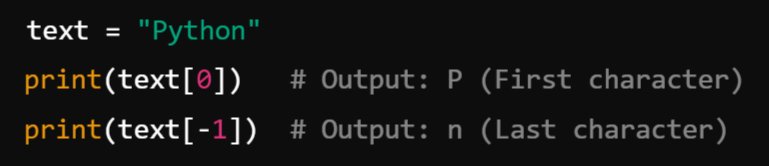 text = "Python"
print(text[0])   # Output: P (First character)
print(text[-1])  # Output: n (Last character)